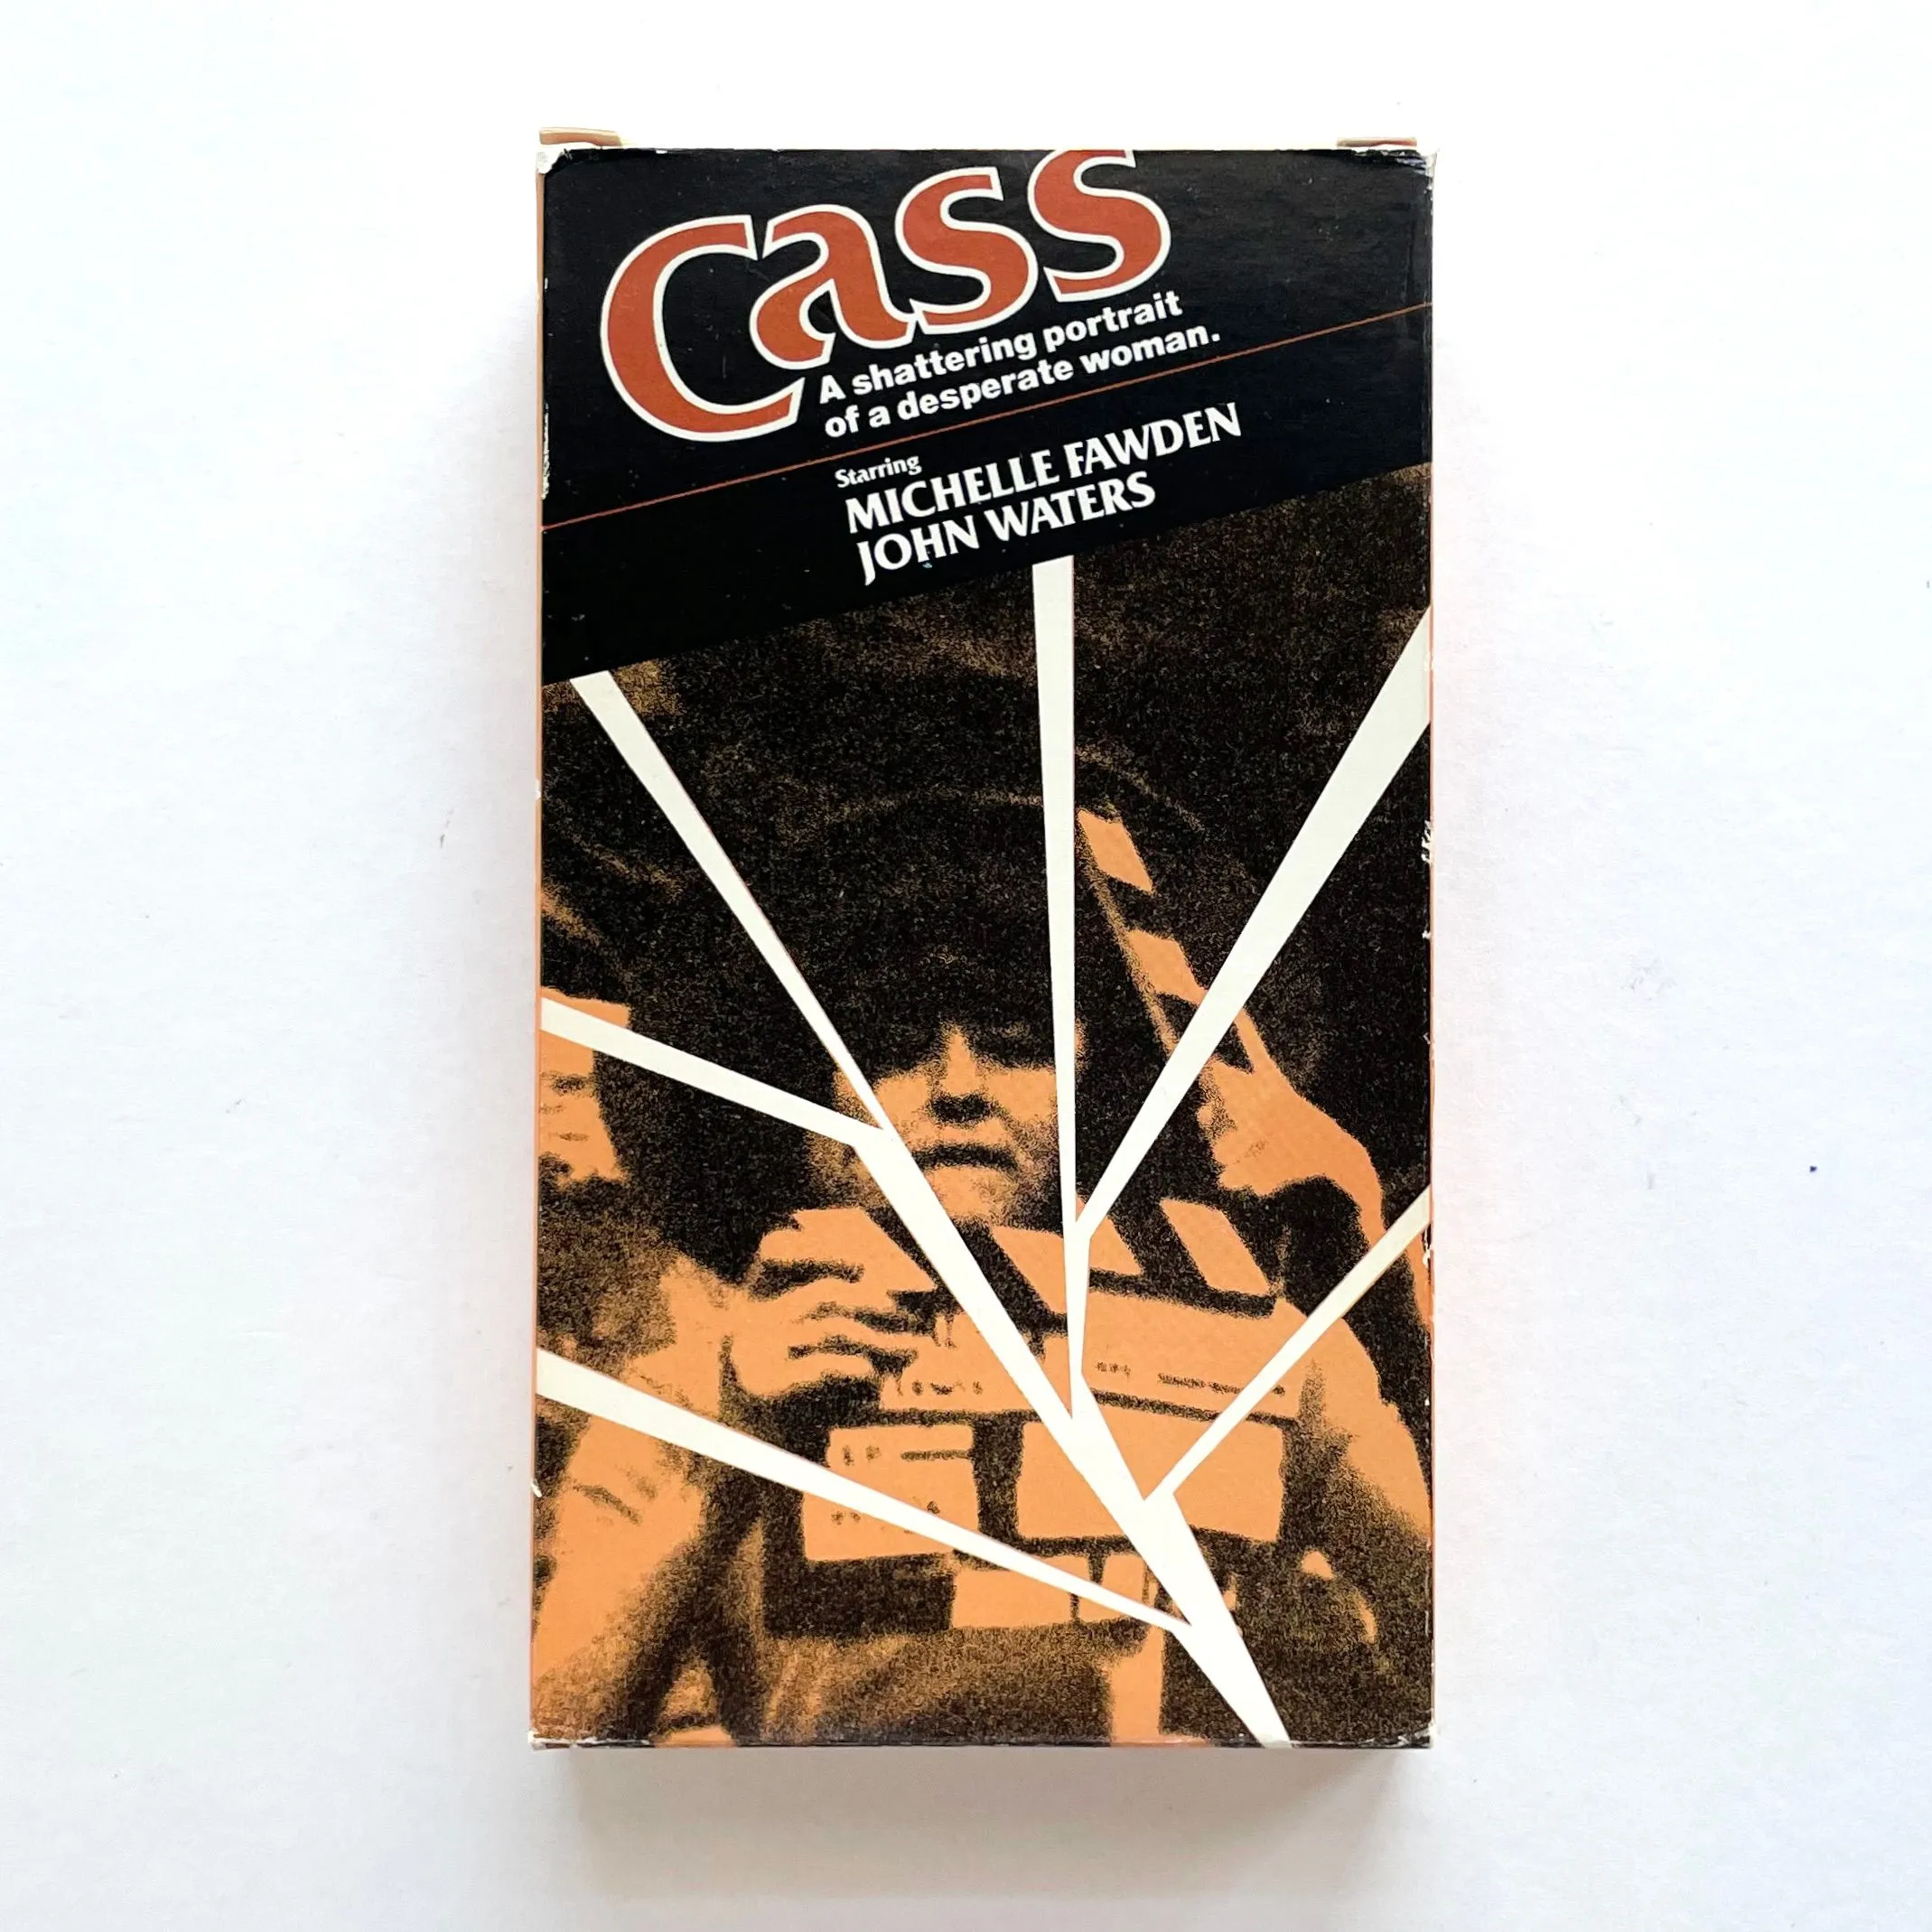 Cass
A shattering portrait
of a desperate woman.
Starring
MICHELLE FAWDEN
JOHN WATERS